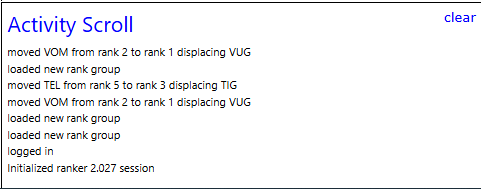 Activity Scroll
clear
moved VOM from rank 2 to rank 1 displacing VUG
loaded new rank group
moved TEL from rank 5 to rank 3 displacing TIG
moved VOM from rank 2 to rank 1 displacing VUG
loaded new rank group
loaded new rank group
logged in
Initialized ranker 2.027 session